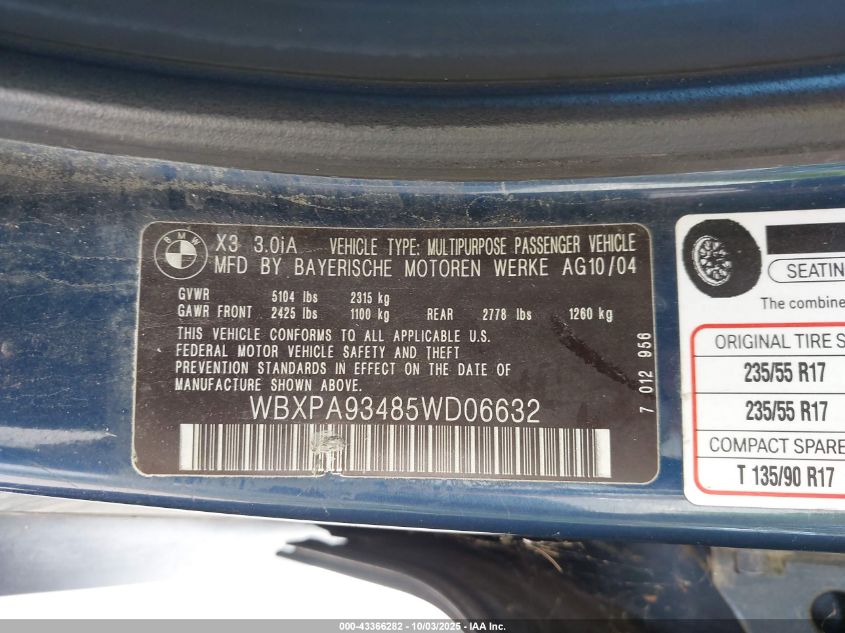 BMW
X3 3.0iA VEHICLE TYPE: MULTIPURPOSE PASSENGER VEHICLE
MFD BY BAYERISCHE MOTOREN WERKE AG10/04
GVWR 5104 lbs 2315 kg
GAWR FRONT 2425 lbs 1100 kg REAR 2778 lbs 1260 kg
THIS VEHICLE CONFORMS TO ALL APPLICABLE U.S.
FEDERAL MOTOR VEHICLE SAFETY AND THEFT
PREVENTION STANDARDS IN EFFECT ON THE DATE OF
MANUFACTURE SHOWN ABOVE.
WBXPA93485WD06632
7 012 956
SEATIN
The combine
ORIGINAL TIRE S
235/55 R17
235/55 R17
COMPACT SPARE
T 135/90 R17
000-43366282 - 10/03/2025 - IAA, Inc.